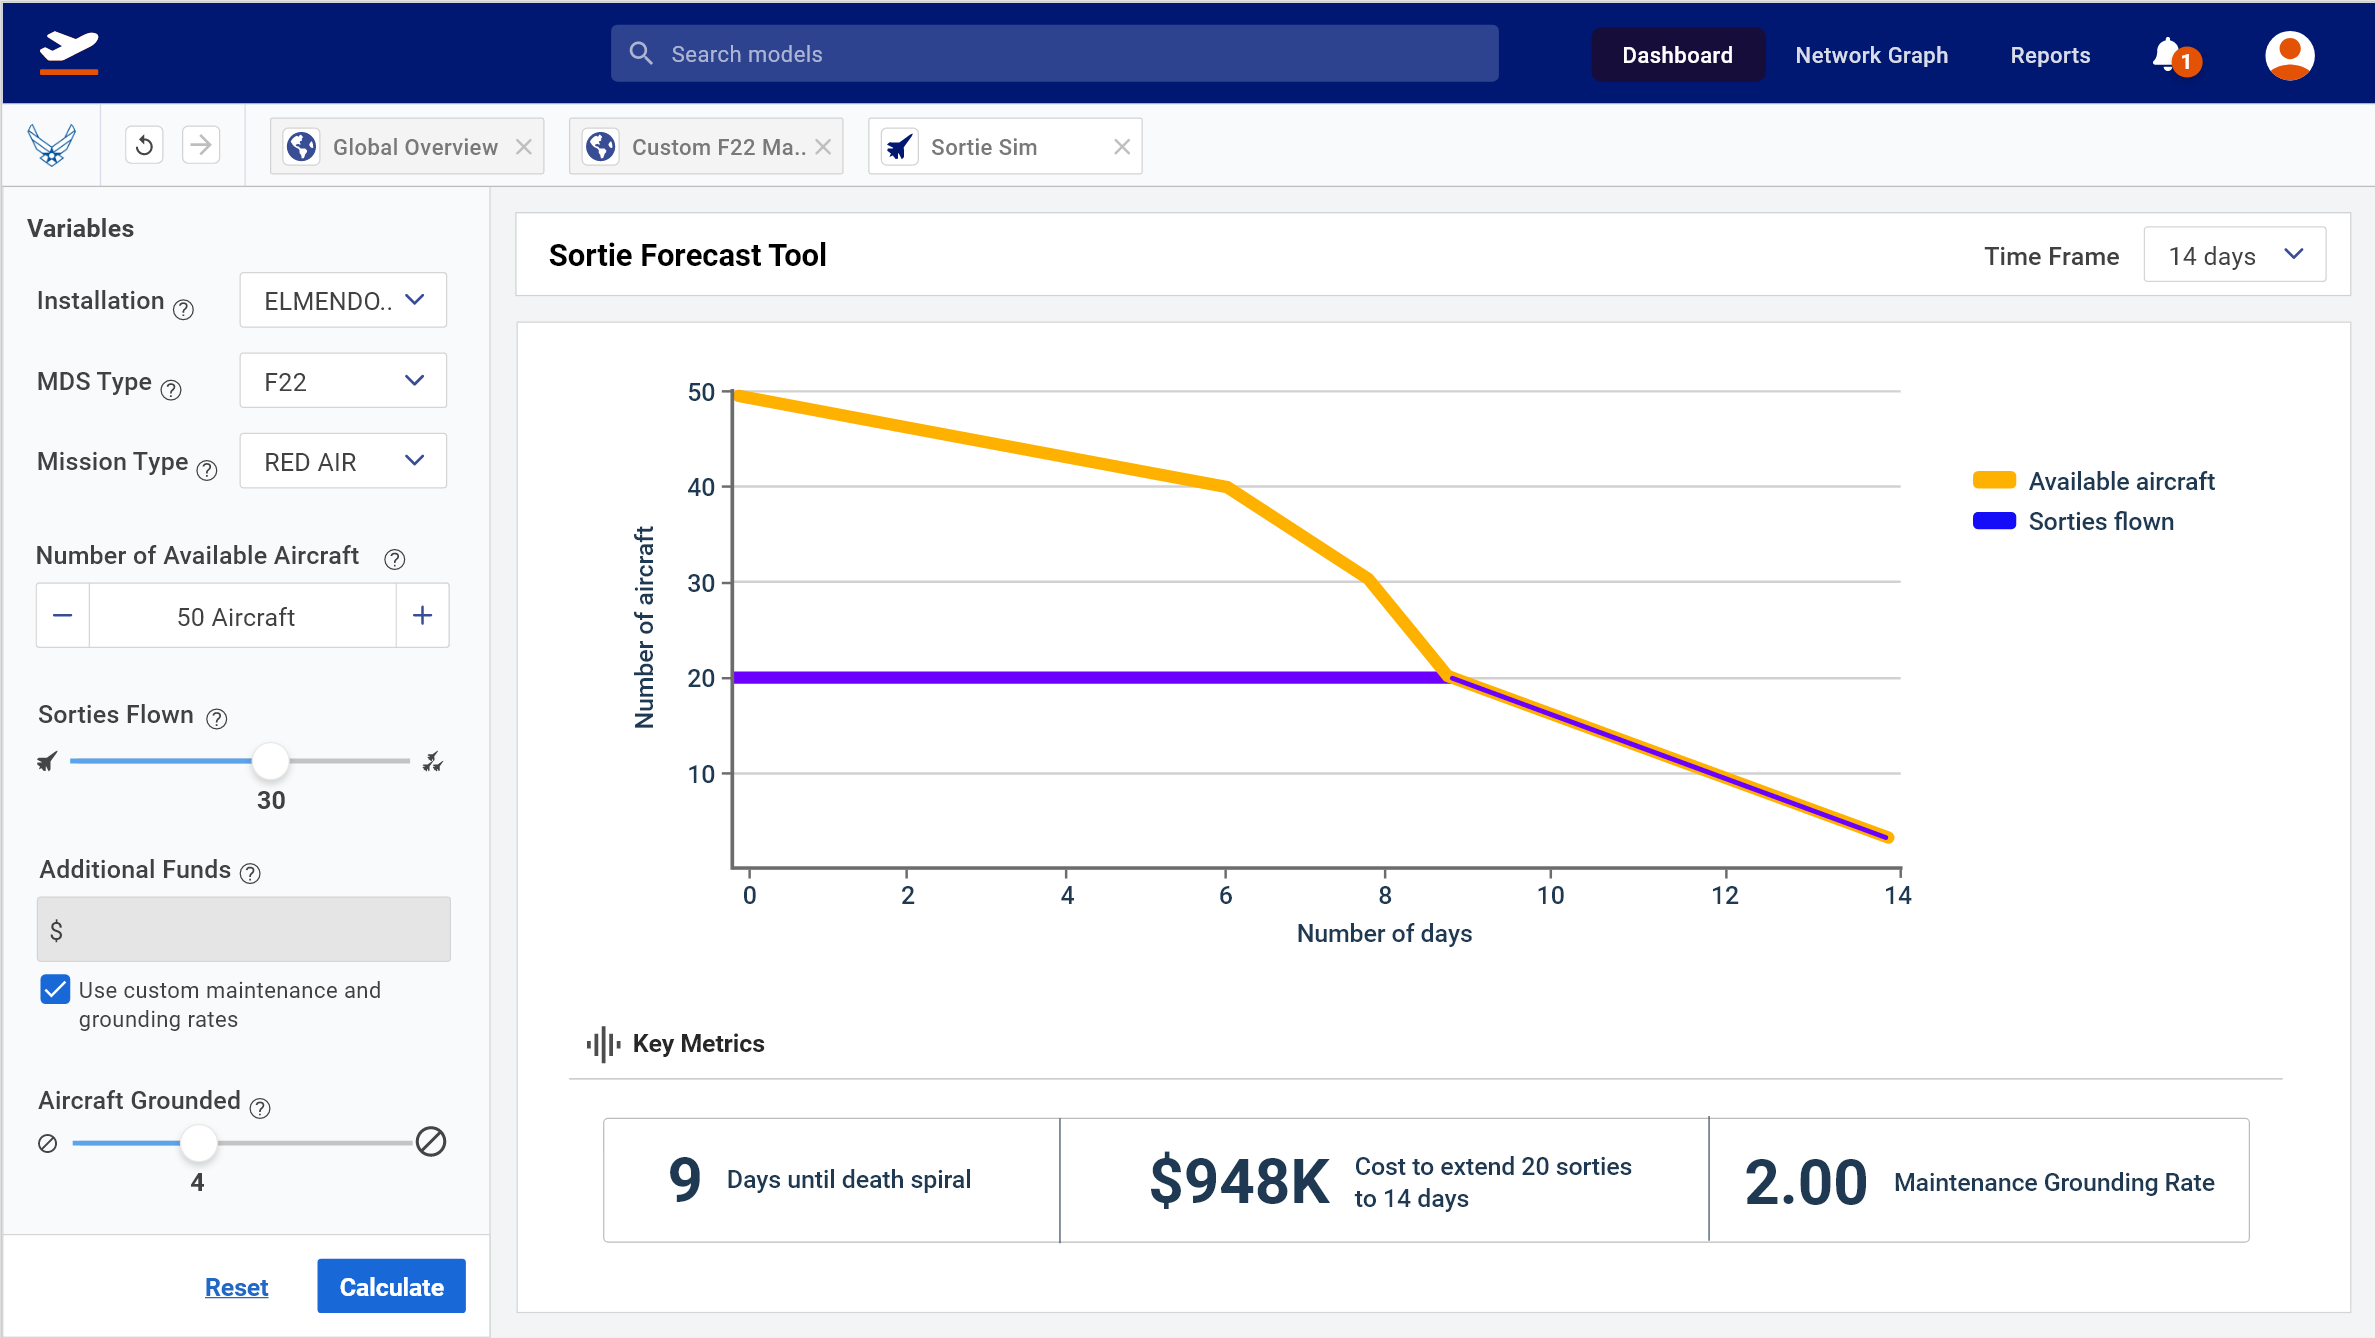 Search models
Dashboard
Network Graph
Reports
1
Global Overview
Custom F22 Ma..
Sortie Sim
Variables
Installation ?
ELMENDO..
MDS Type ?
F22
Mission Type ?
RED AIR
Number of Available Aircraft ?
50 Aircraft
Sorties Flown ?
30
Additional Funds ?
$
Use custom maintenance and
grounding rates
Aircraft Grounded ?
4
Reset
Calculate
Sortie Forecast Tool
Time Frame
14 days
50
40
30
20
10
Number of aircraft
0 2 4 6 8 10 12 14
Number of days
Available aircraft
Sorties flown
Key Metrics
9 Days until death spiral
$948K Cost to extend 20 sorties
to 14 days
2.00 Maintenance Grounding Rate